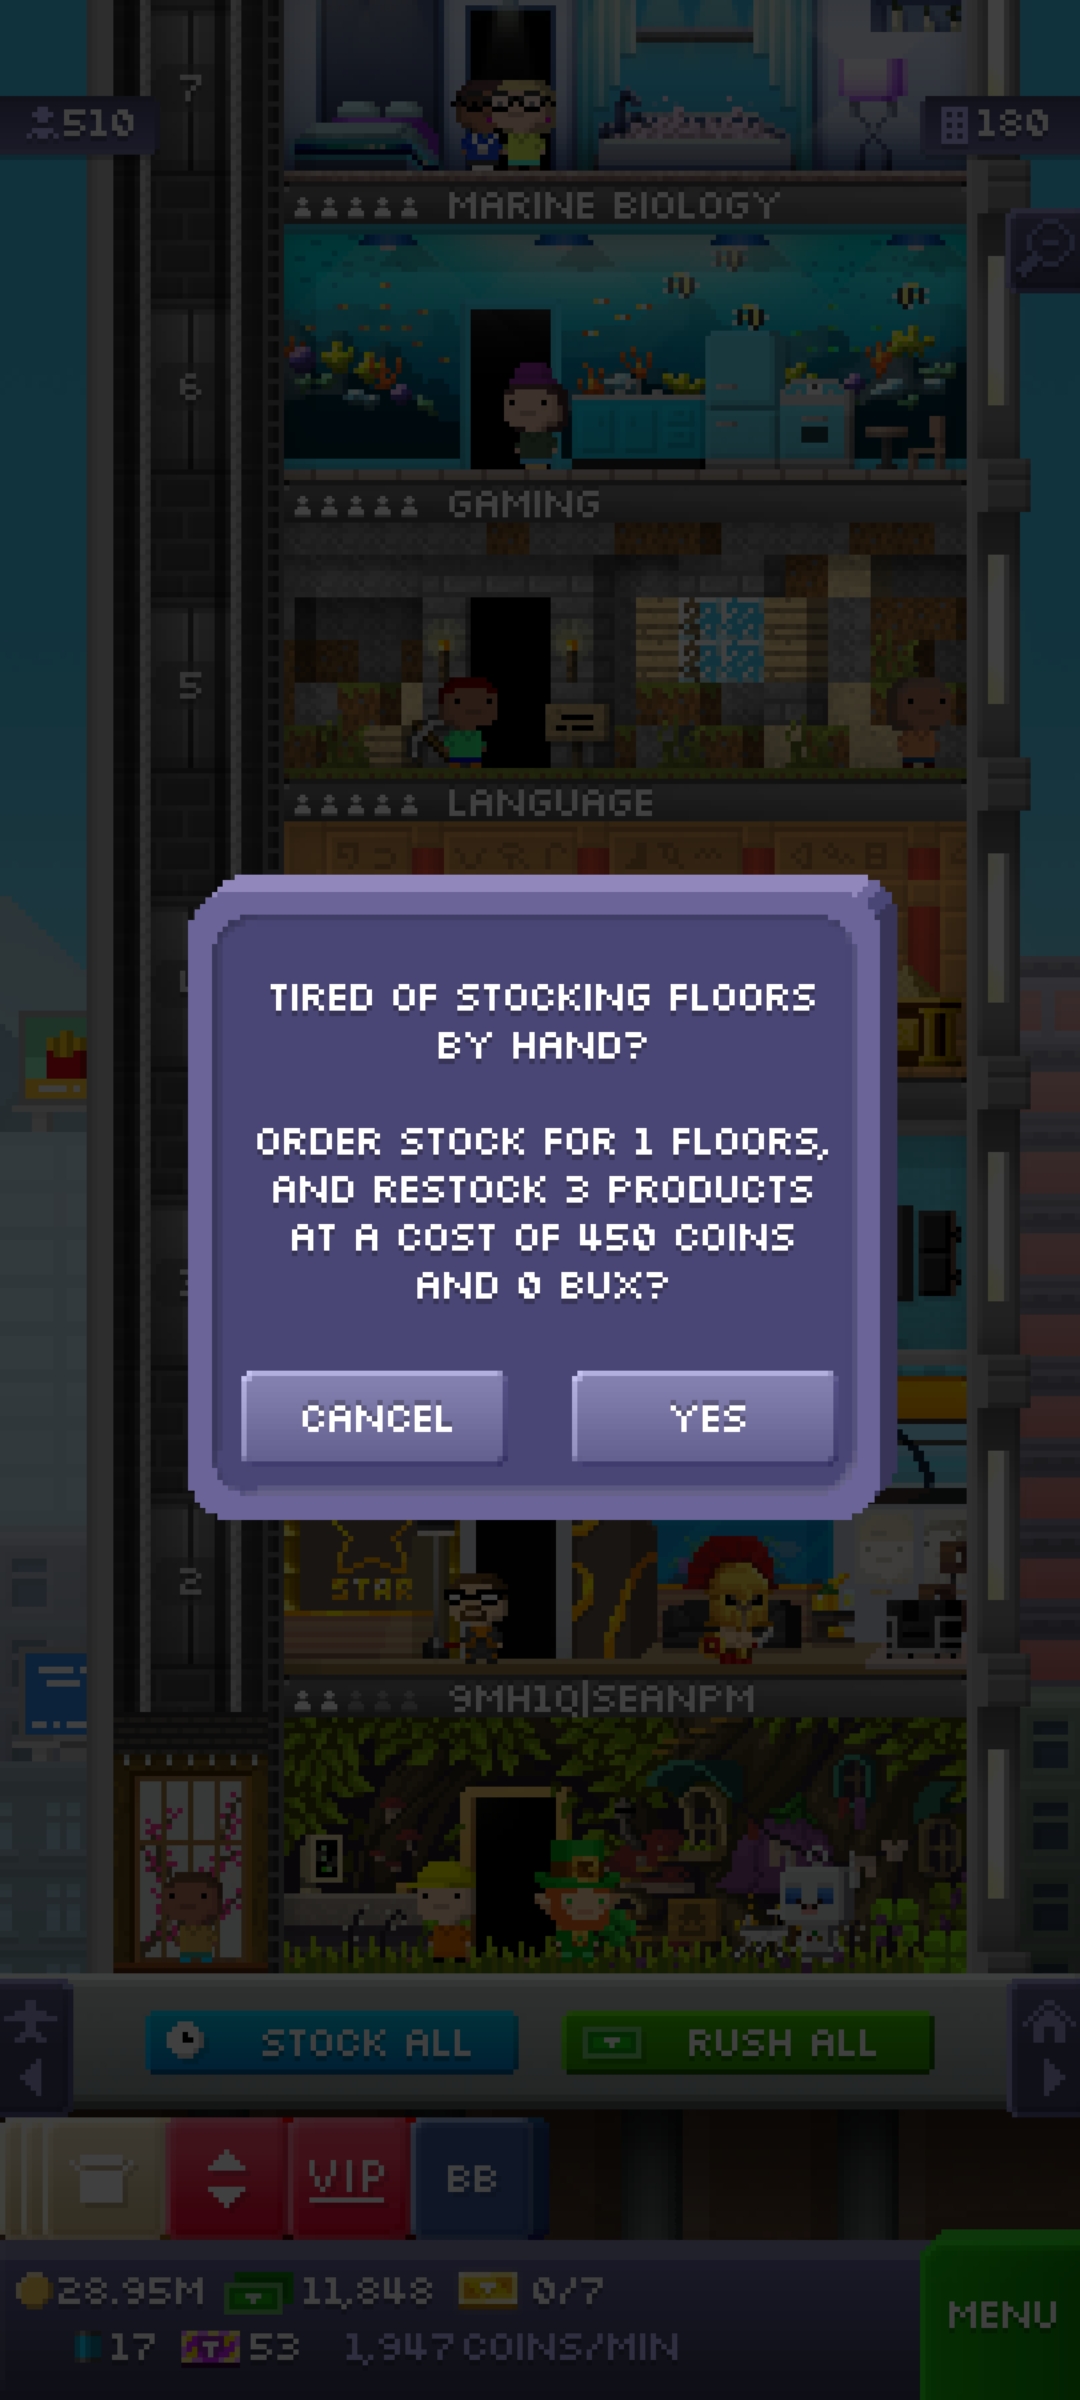 7
510
180
MARINE BIOLOGY
6
GAMING
5
LANGUAGE
TIRED OF STOCKING FLOORS
BY HAND?
ORDER STOCK FOR 1 FLOORS,
AND RESTOCK 3 PRODUCTS
AT A COST OF 450 COINS
AND 0 BUX?
CANCEL
YES
STAR
2
9MH1Q|SEANPM
STOCK ALL
RUSH ALL
VIP
BB
28.95M
11,848
0/7
MENU
17
53
1,947 COINS/MIN